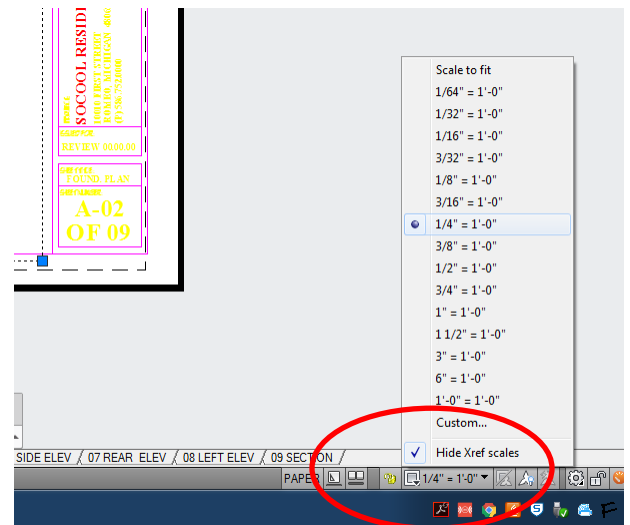 SOCOOL RESIDI
REVIEW 00.00.00
FOUND. PLAN
A-02
OF 09
Scale to fit
1/64" = 1'-0"
1/32" = 1'-0"
1/16" = 1'-0"
3/32" = 1'-0"
1/8" = 1'-0"
3/16" = 1'-0"
1/4" = 1'-0"
3/8" = 1'-0"
1/2" = 1'-0"
3/4" = 1'-0"
1" = 1'-0"
1 1/2" = 1'-0"
3" = 1'-0"
6" = 1'-0"
1'-0" = 1'-0"
Custom...
Hide Xref scales
SIDE ELEV / 07 REAR ELEV / 08 LEFT ELEV / 09 SECTION /
PAPER 1/4" = 1'-0"